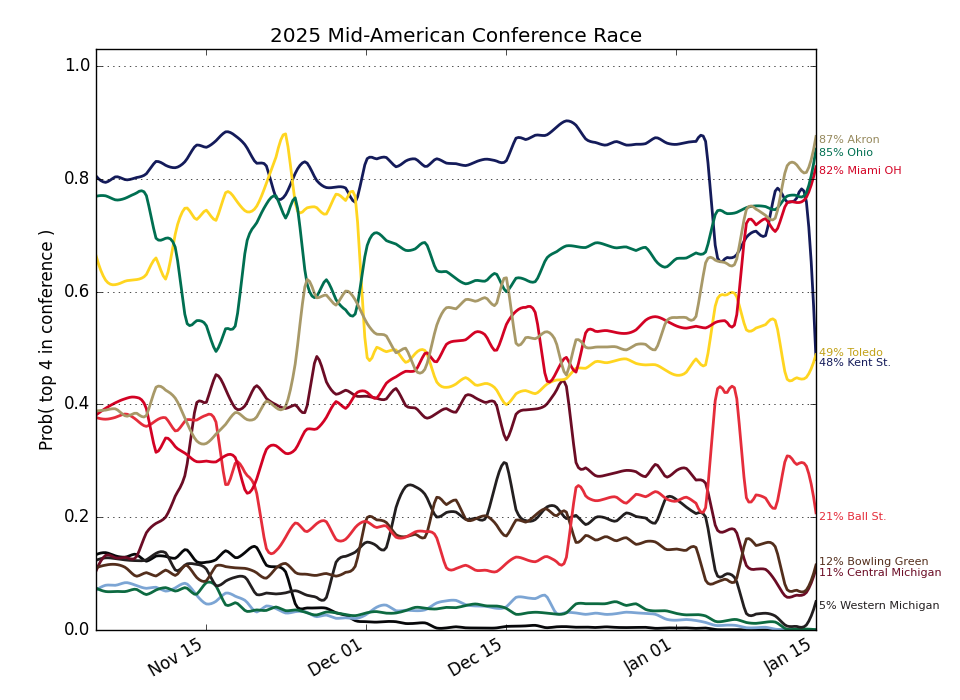 2025 Mid-American Conference Race
Prob( top 4 in conference )
1.0
0.8
0.6
0.4
0.2
0.0
Nov 15
Dec 01
Dec 15
Jan 01
Jan 15
87% Akron
85% Ohio
82% Miami OH
49% Toledo
48% Kent St.
21% Ball St.
12% Bowling Green
11% Central Michigan
5% Western Michigan